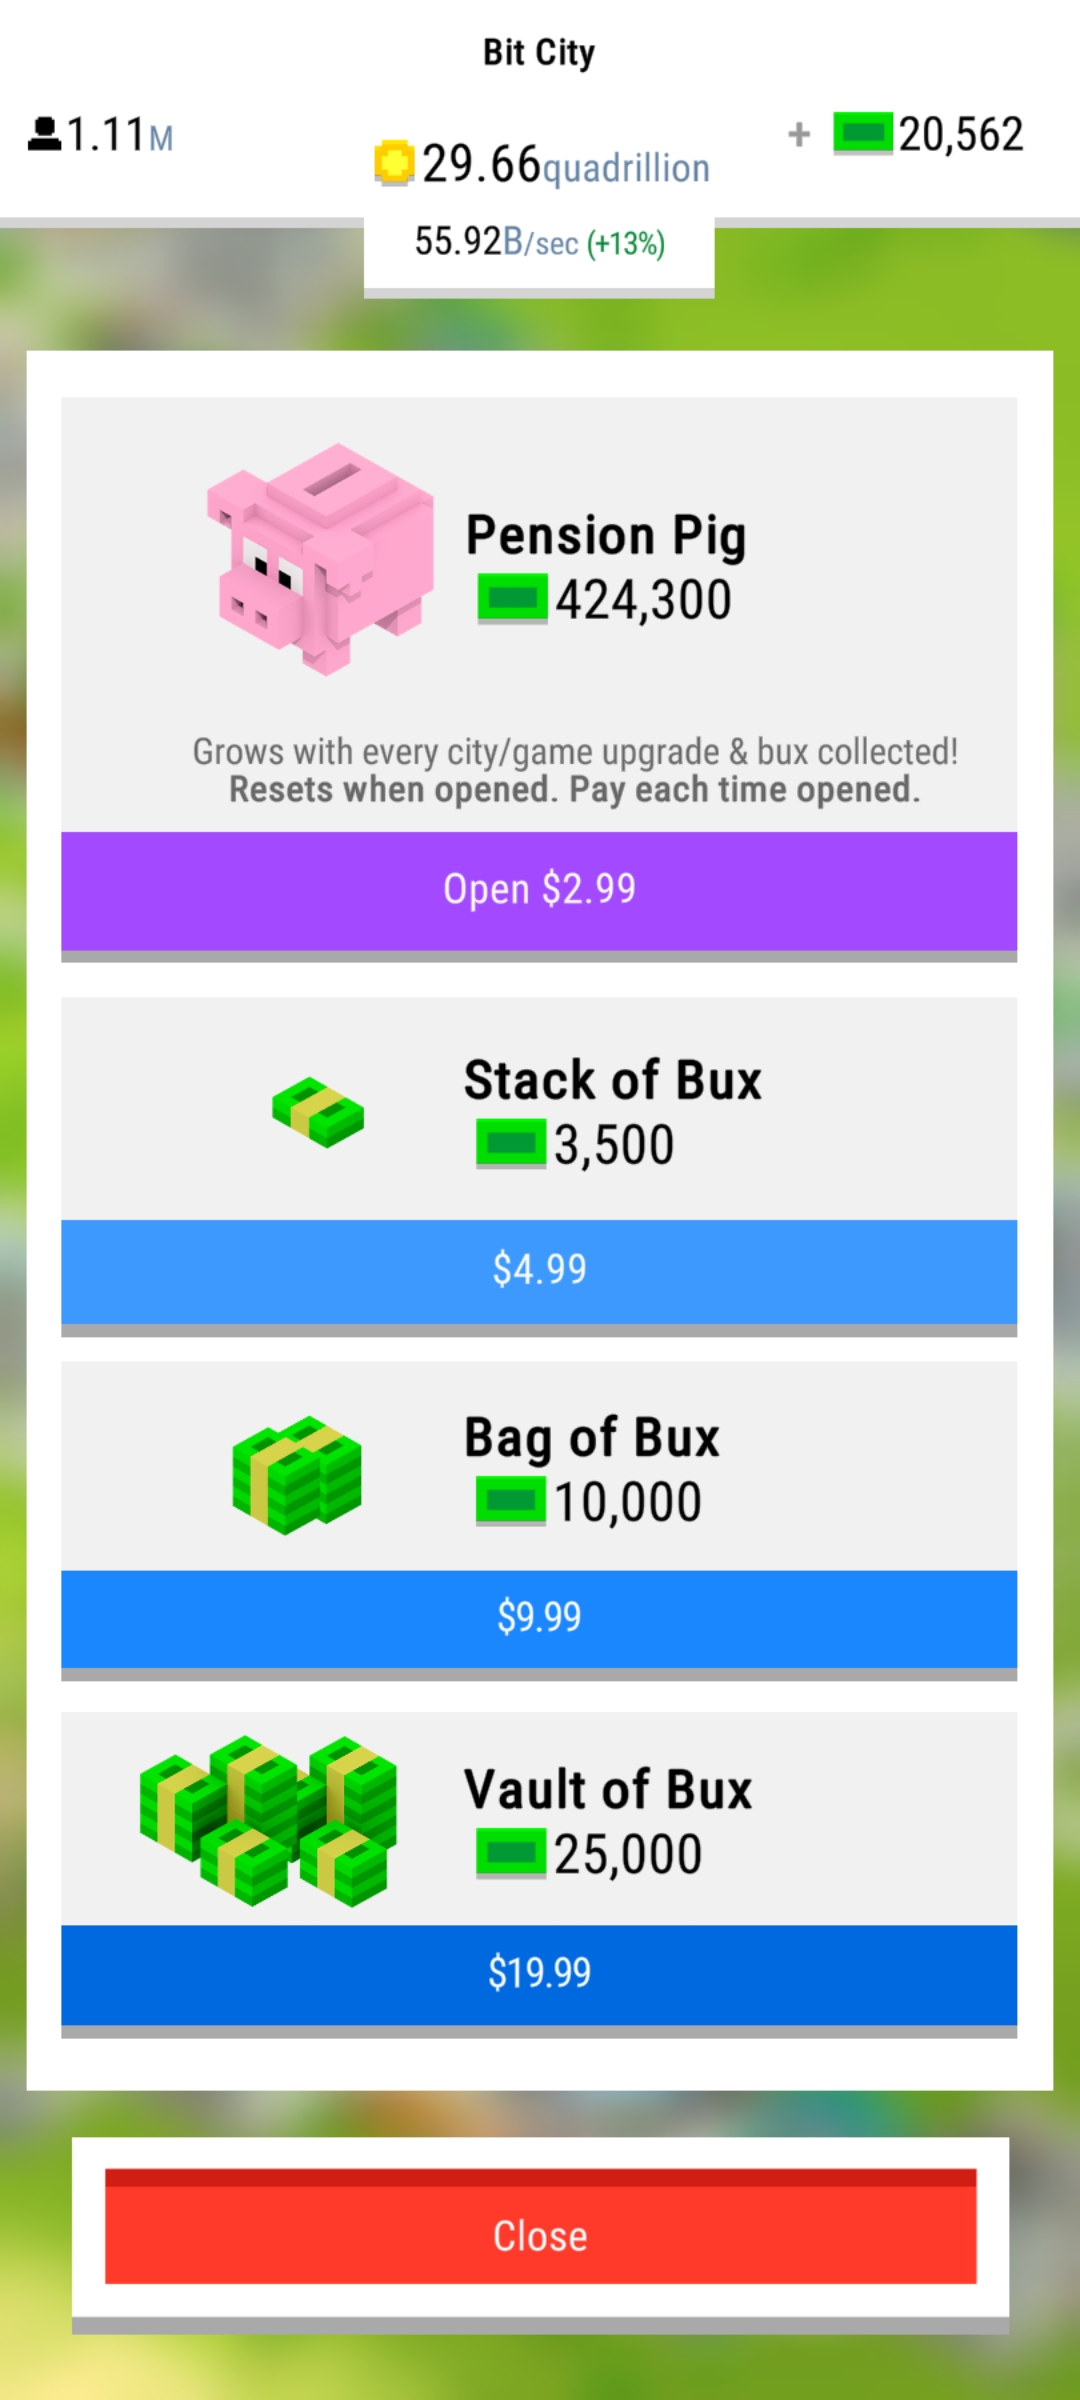 Bit City
1.11M
29.66quadrillion
+ 20,562
55.92B/sec (+13%)
Pension Pig
424,300
Grows with every city/game upgrade & bux collected!
Resets when opened. Pay each time opened.
Open $2.99
Stack of Bux
3,500
$4.99
Bag of Bux
10,000
$9.99
Vault of Bux
25,000
$19.99
Close